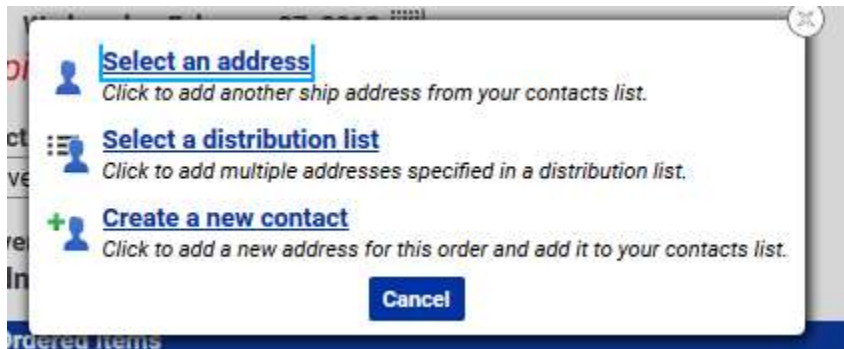 Select an address
Click to add another ship address from your contacts list.
Select a distribution list
Click to add multiple addresses specified in a distribution list.
Create a new contact
Click to add a new address for this order and add it to your contacts list.
Cancel
Ordered Items